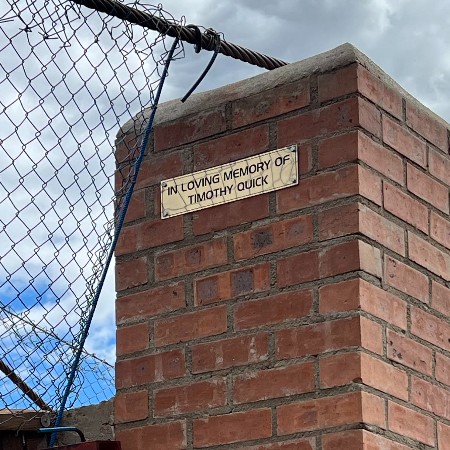 IN LOVING MEMORY OF
TIMOTHY QUICK